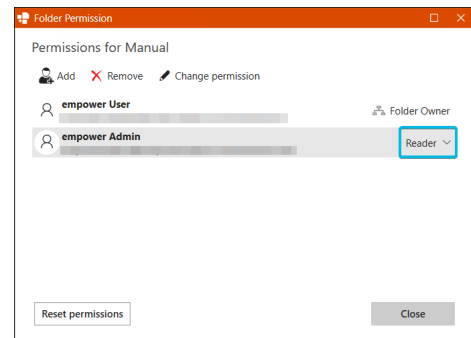 Folder Permission
Permissions for Manual
Add Remove Change permission
empower User
Folder Owner
empower Admin
Reader
Reset permissions Close